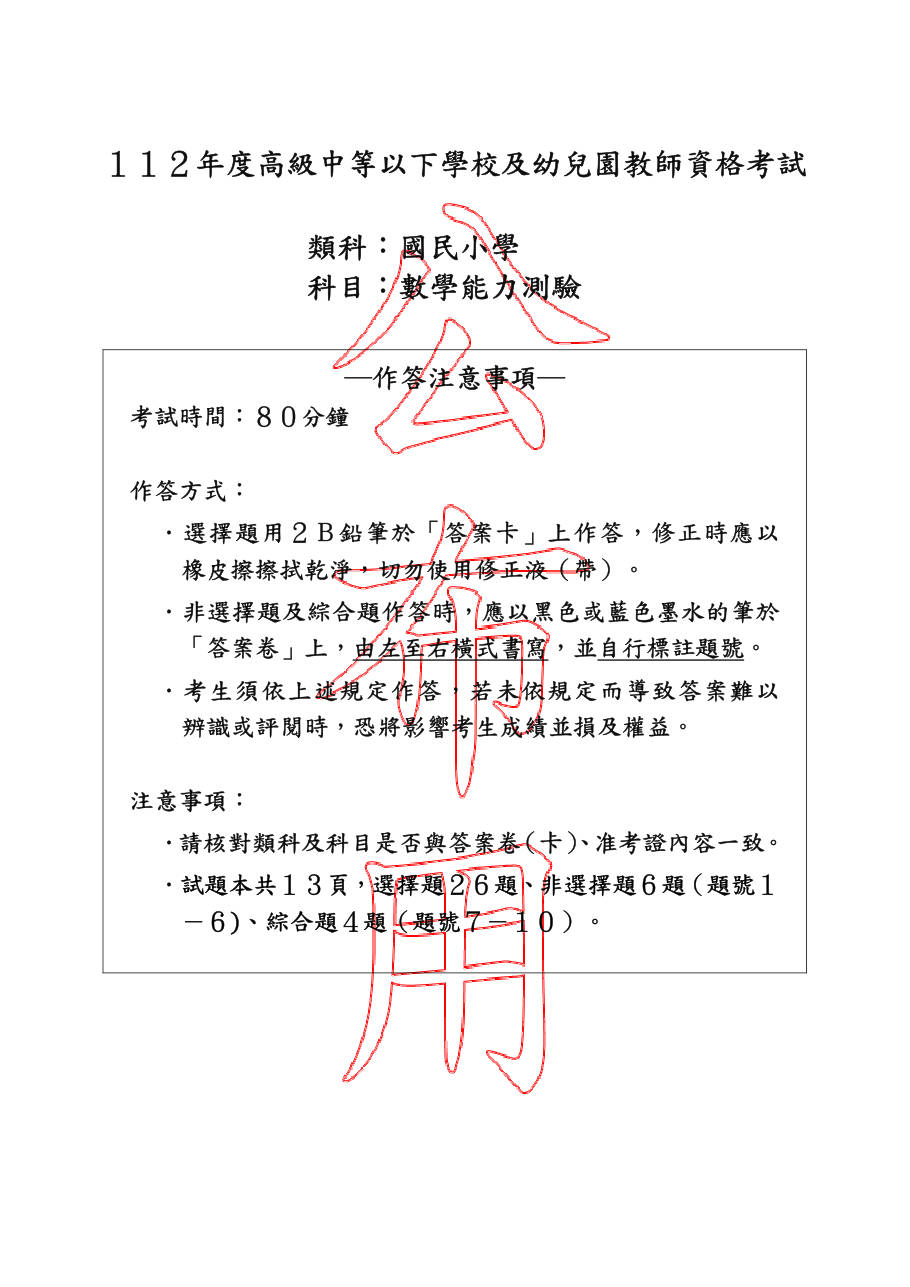 １１２年度高級中等以下學校及幼兒園教師資格考試
類科：國民小學
科目：數學能力測驗
—作答注意事項—
考試時間：８０分鐘
作答方式：
‧選擇題用２Ｂ鉛筆於「答案卡」上作答，修正時應以
橡皮擦擦拭乾淨，切勿使用修正液（帶）。
‧非選擇題及綜合題作答時，應以黑色或藍色墨水的筆於
「答案卷」上，由左至右橫式書寫，並自行標註題號。
‧考生須依上述規定作答，若未依規定而導致答案難以
辨識或評閱時，恐將影響考生成績並損及權益。
注意事項：
‧請核對類科及科目是否與答案卷（卡）、准考證內容一致。
‧試題本共１３頁，選擇題２６題、非選擇題６題（題號１
－６)、綜合題４題（題號７－１０）。
公布用